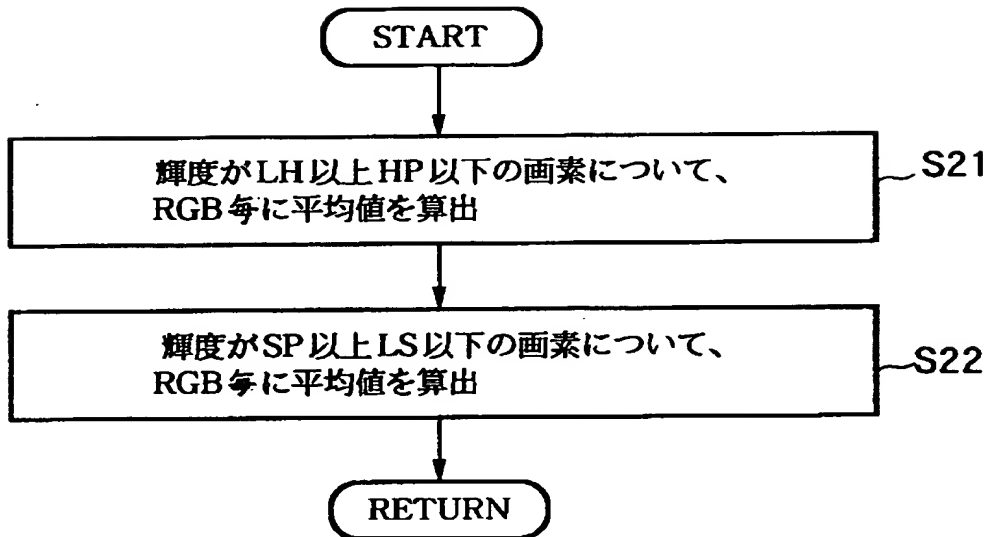 START
輝度がLH以上HP以下の画素について、
RGB毎に平均値を算出
S21
輝度がSP以上LS以下の画素について、
RGB毎に平均値を算出
S22
RETURN